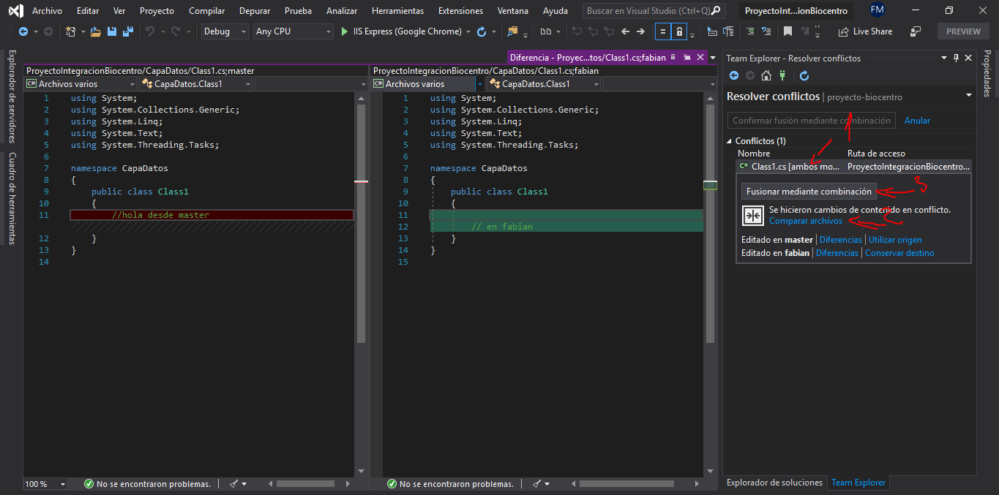 Archivo Editar Ver Proyecto Compilar Depurar Prueba Analizar Herramientas Extensiones Ventana Ayuda Buscar en Visual Studio (Ctrl+Q) ProyectoInt...ionBiocentro FM
Debug Any CPU IIS Express (Google Chrome) Live Share PREVIEW
Explorador de servidores
Cuadro de herramientas
Diferencia - Proyec...tos/Class1.cs;fabian
ProyectoIntegracionBiocentro/CapaDatos/Class1.cs;master
Archivos varios CapaDatos.Class1
1 using System;
2 using System.Collections.Generic;
3 using System.Linq;
4 using System.Text;
5 using System.Threading.Tasks;
6
7 namespace CapaDatos
8 {
9 public class Class1
10 {
11 //hola desde master
12 }
13 }
14
100 % No se encontraron problemas.
ProyectoIntegracionBiocentro/CapaDatos/Class1.cs;fabian
Archivos varios CapaDatos.Class1
1 using System;
2 using System.Collections.Generic;
3 using System.Linq;
4 using System.Text;
5 using System.Threading.Tasks;
6
7 namespace CapaDatos
8 {
9 public class Class1
10 {
11
12 // en fabian
13 }
14 }
15
No se encontraron problemas.
Team Explorer - Resolver conflictos
Resolver conflictos | proyecto-biocentro
Confirmar fusión mediante combinación Anular
Conflictos (1)
Nombre Ruta de acceso
C# Class1.cs [ambos mo... ProyectoIntegracionBiocentro...
Fusionar mediante combinación 3
Se hicieron cambios de contenido en conflicto.
Comparar archivos 2
Editado en master | Diferencias | Utilizar origen
Editado en fabian | Diferencias | Conservar destino
Explorador de soluciones Team Explorer
Propiedades